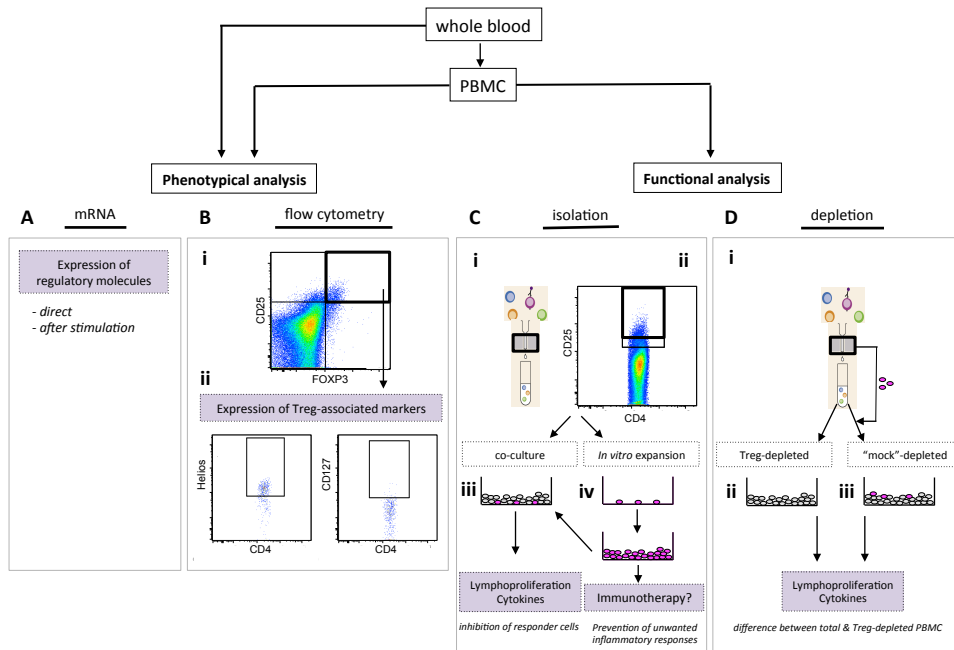 whole blood
PBMC
Phenotypical analysis
Functional analysis
A
mRNA
Expression of
regulatory molecules
- direct
- after stimulation
B
flow cytometry
i
CD25
FOXP3
ii
Expression of Treg-associated markers
Helios
CD4
CD127
CD4
C
isolation
i
ii
CD25
CD4
co-culture
In vitro expansion
iii
iv
Lymphoproliferation
Cytokines
Immunotherapy?
inhibition of responder cells
Prevention of unwanted
inflammatory responses
D
depletion
i
Treg-depleted
“mock”-depleted
ii
iii
Lymphoproliferation
Cytokines
difference between total & Treg-depleted PBMC